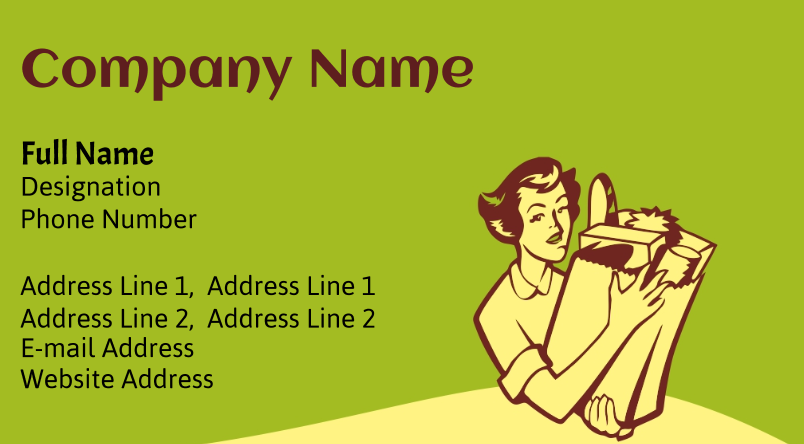 Company Name
Full Name
Designation
Phone Number
Address Line 1,  Address Line 1
Address Line 2,  Address Line 2
E-mail Address
Website Address